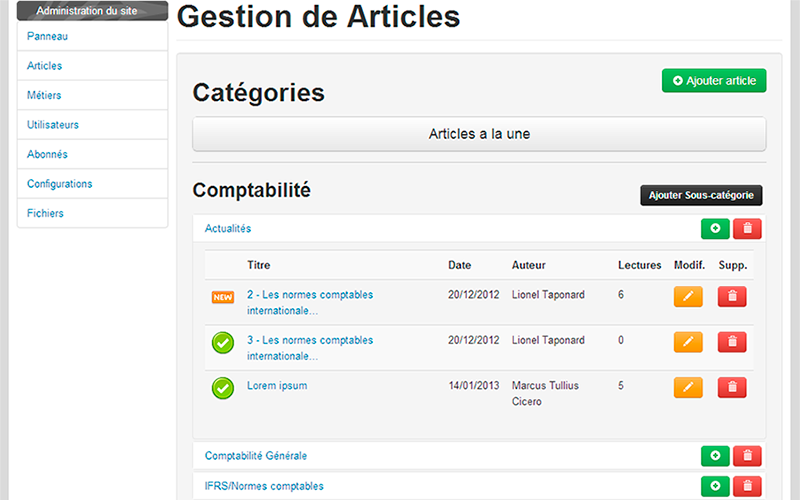 Administration du site
Panneau
Articles
Métiers
Utilisateurs
Abonnés
Configurations
Fichiers
Gestion de Articles
Ajouter article
Catégories
Articles a la une
Comptabilité
Ajouter Sous-catégorie
Actualités
Titre Date Auteur Lectures Modif. Supp.
NEW 2 - Les normes comptables 20/12/2012 Lionel Taponard 6
internationale...
3 - Les normes comptables 20/12/2012 Lionel Taponard 0
internationale...
Lorem ipsum 14/01/2013 Marcus Tullius 5
Cicero
Comptabilité Générale
IFRS/Normes comptables